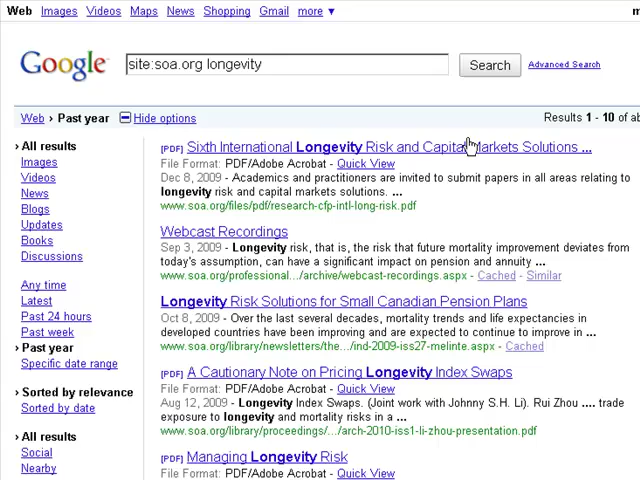 Web Images Videos Maps News Shopping Gmail more ▼
Google site:soa.org longevity Search Advanced Search
Web › Past year Hide options Results 1 - 10 of ab
› All results
Images
Videos
News
Blogs
Updates
Books
Discussions
Any time
Latest
Past 24 hours
Past week
› Past year
Specific date range
› Sorted by relevance
Sorted by date
› All results
Social
Nearby
[PDF] Sixth International Longevity Risk and Capital Markets Solutions ...
File Format: PDF/Adobe Acrobat - Quick View
Dec 8, 2009 - Academics and practitioners are invited to submit papers in all areas relating to
longevity risk and capital markets solutions. ...
www.soa.org/files/pdf/research-cfp-intl-long-risk.pdf
Webcast Recordings
Sep 3, 2009 - Longevity risk, that is, the risk that future mortality improvement deviates from
today's assumption, can have a significant impact on pension and annuity ...
www.soa.org/professional.../archive/webcast-recordings.aspx - Cached - Similar
Longevity Risk Solutions for Small Canadian Pension Plans
Oct 8, 2009 - Over the last several decades, mortality trends and life expectancies in
developed countries have been improving and are expected to continue to improve in ...
www.soa.org/library/newsletters/the.../ind-2009-iss27-melinte.aspx - Cached
[PDF] A Cautionary Note on Pricing Longevity Index Swaps
File Format: PDF/Adobe Acrobat - Quick View
Aug 12, 2009 - Longevity Index Swaps. (Joint work with Johnny S.H. Li). Rui Zhou .... trade
exposure to longevity and mortality risks in a ...
www.soa.org/library/proceedings/.../arch-2010-iss1-li-zhou-presentation.pdf
[PDF] Managing Longevity Risk
File Format: PDF/Adobe Acrobat - Quick View